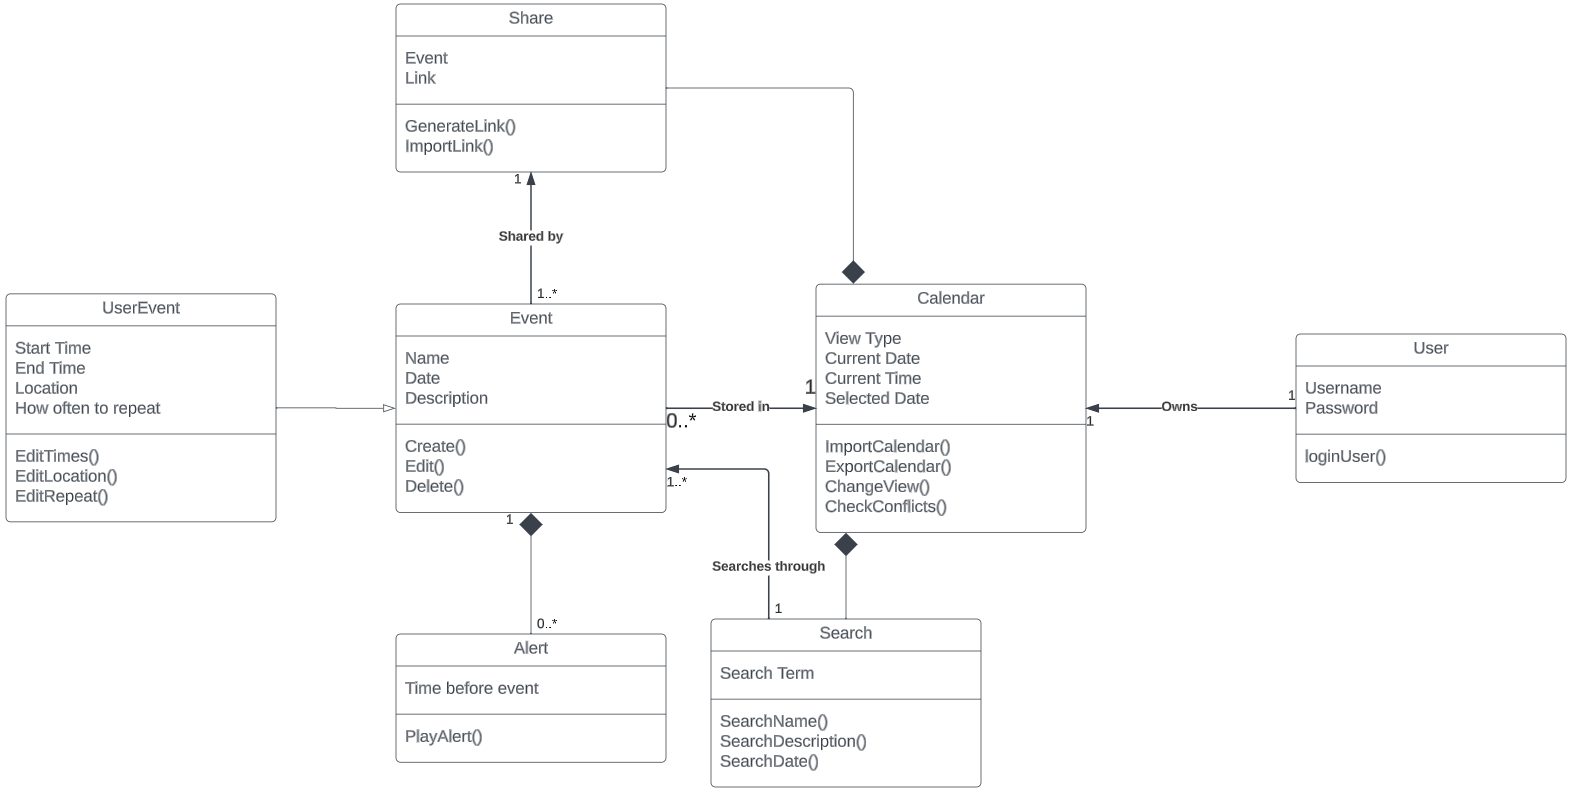 Share
Event
Link
GenerateLink()
ImportLink()
1
Shared by
1..*
UserEvent
Start Time
End Time
Location
How often to repeat
EditTimes()
EditLocation()
EditRepeat()
Event
Name
Date
Description
Create()
Edit()
Delete()
1
Stored in
0..*
1..*
Calendar
View Type
Current Date
Current Time
Selected Date
ImportCalendar()
ExportCalendar()
ChangeView()
CheckConflicts()
1
Owns
1
User
Username
Password
loginUser()
1
0..*
Searches through
1
Alert
Time before event
PlayAlert()
Search
Search Term
SearchName()
SearchDescription()
SearchDate()